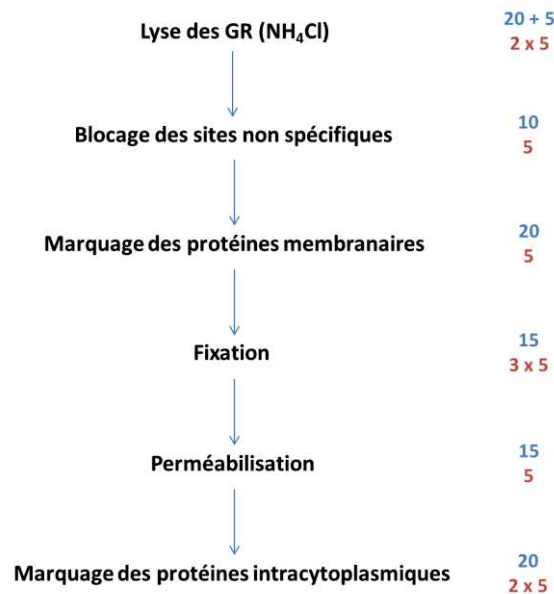 Lyse des GR (NH₄Cl)
20 + 5
2 x 5
Blocage des sites non spécifiques
10
5
Marquage des protéines membranaires
20
5
Fixation
15
3 x 5
Perméabilisation
15
5
Marquage des protéines intracytoplasmiques
20
2 x 5